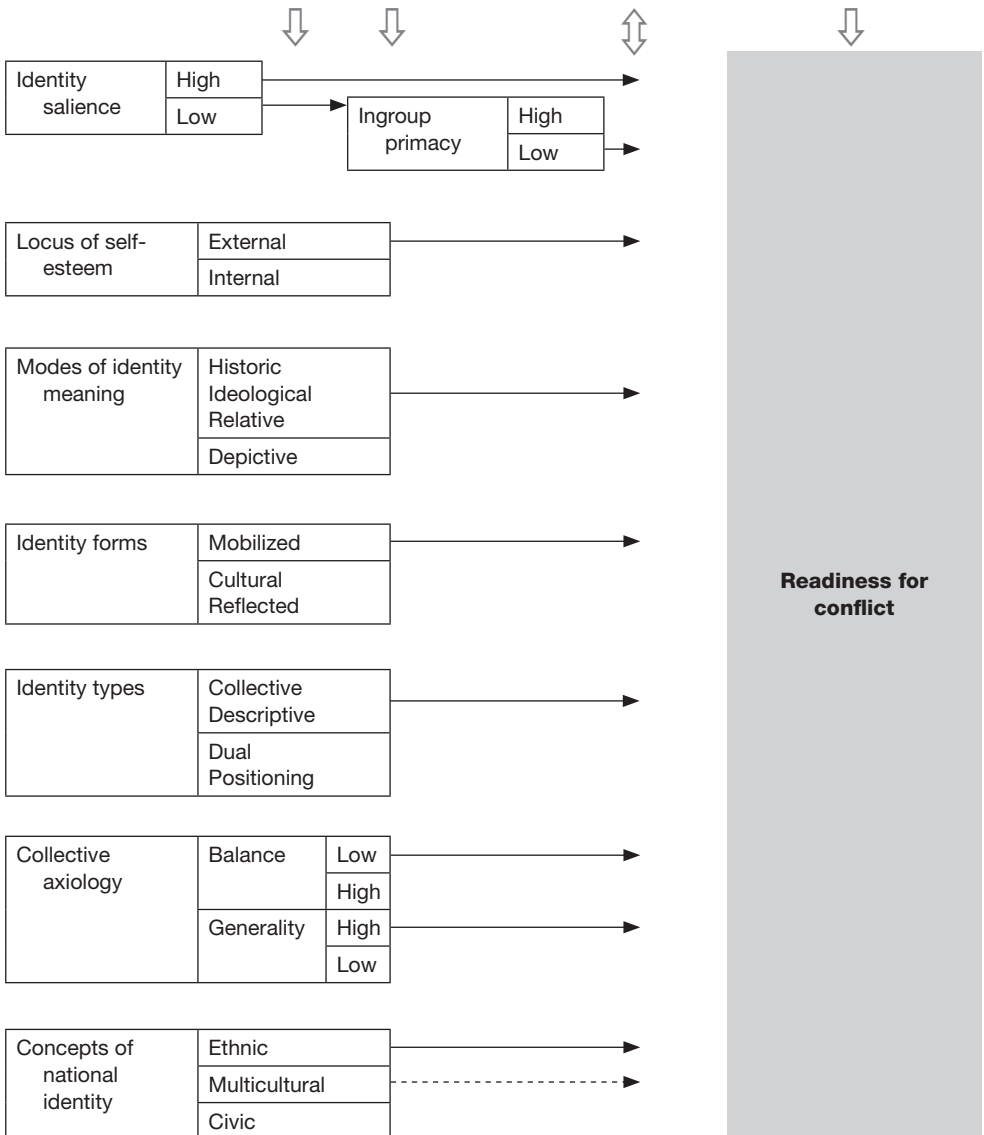 Identity
salience
High
Low
Ingroup
primacy
High
Low
Locus of self-
esteem
External
Internal
Modes of identity
meaning
Historic
Ideological
Relative
Depictive
Identity forms
Mobilized
Cultural
Reflected
Identity types
Collective
Descriptive
Dual
Positioning
Collective
axiology
Balance
Low
High
Generality
High
Low
Concepts of
national
identity
Ethnic
Multicultural
Civic
Readiness for
conflict